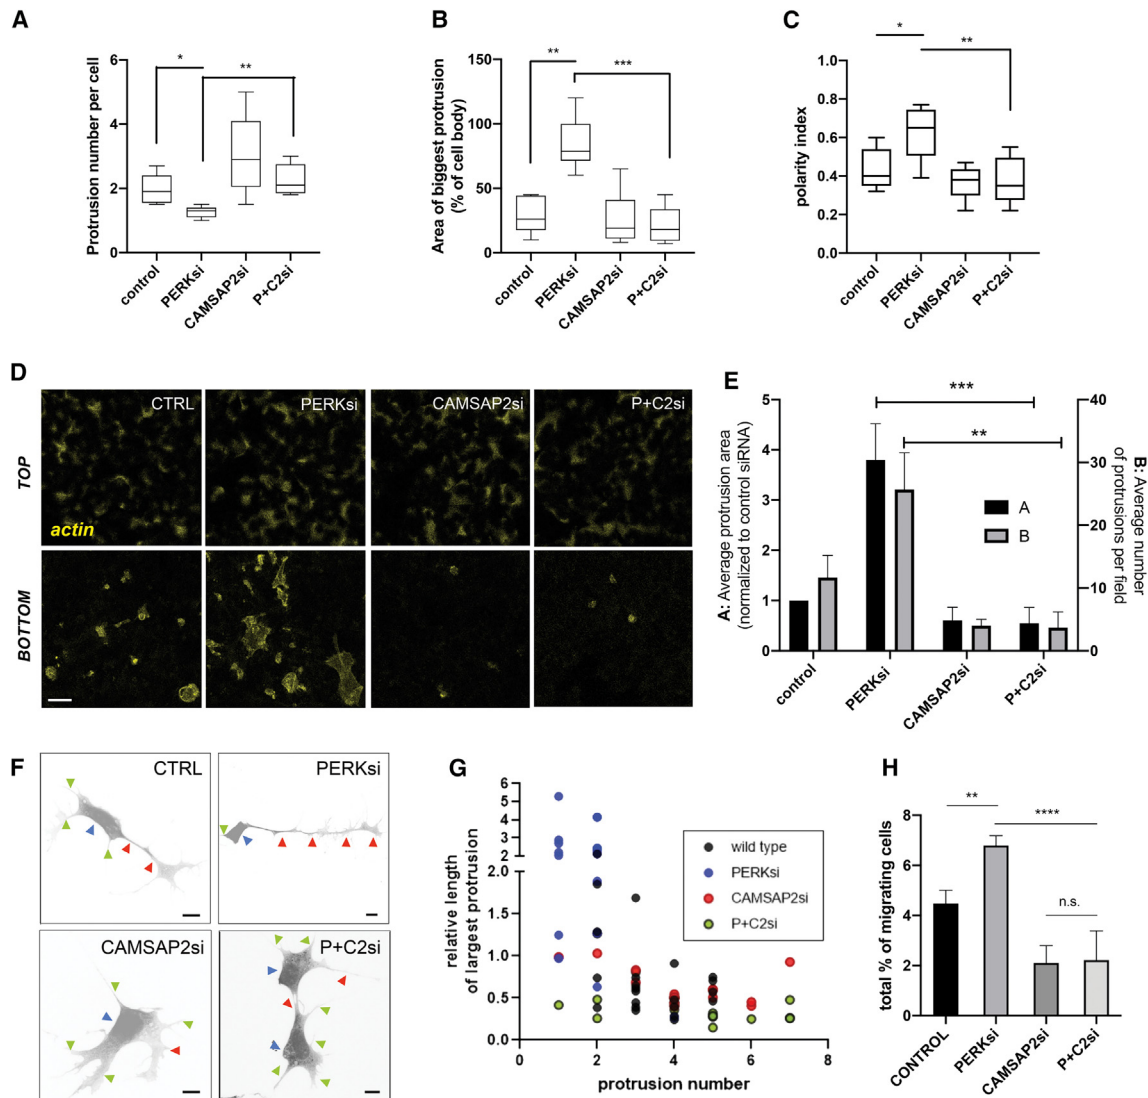 A
Protrusion number per cell
6
4
2
0
*
**
control
PERKsi
CAMSAP2si
P+C2si
B
Area of biggest protrusion
(% of cell body)
150
100
50
0
**
***
control
PERKsi
CAMSAP2si
P+C2si
C
polarity index
1.0
0.8
0.6
0.4
0.2
0.0
*
**
control
PERKsi
CAMSAP2si
P+C2si
D
TOP
BOTTOM
CTRL
PERKsi
CAMSAP2si
P+C2si
actin
E
A: Average protrusion area
(normalized to control siRNA)
5
4
3
2
1
0
***
**
A
B
40
30
20
10
0
B: Average number
of protrusions per field
control
PERKsi
CAMSAP2si
P+C2si
F
CTRL
PERKsi
CAMSAP2si
P+C2si
G
relative length
of largest protrusion
6
5
4
3
2
2.0
1.5
1.0
0.5
0.0
0
2
4
6
8
protrusion number
wild type
PERKsi
CAMSAP2si
P+C2si
H
total % of migrating cells
8
6
4
2
0
**
****
n.s.
CONTROL
PERKsi
CAMSAP2si
P+C2si